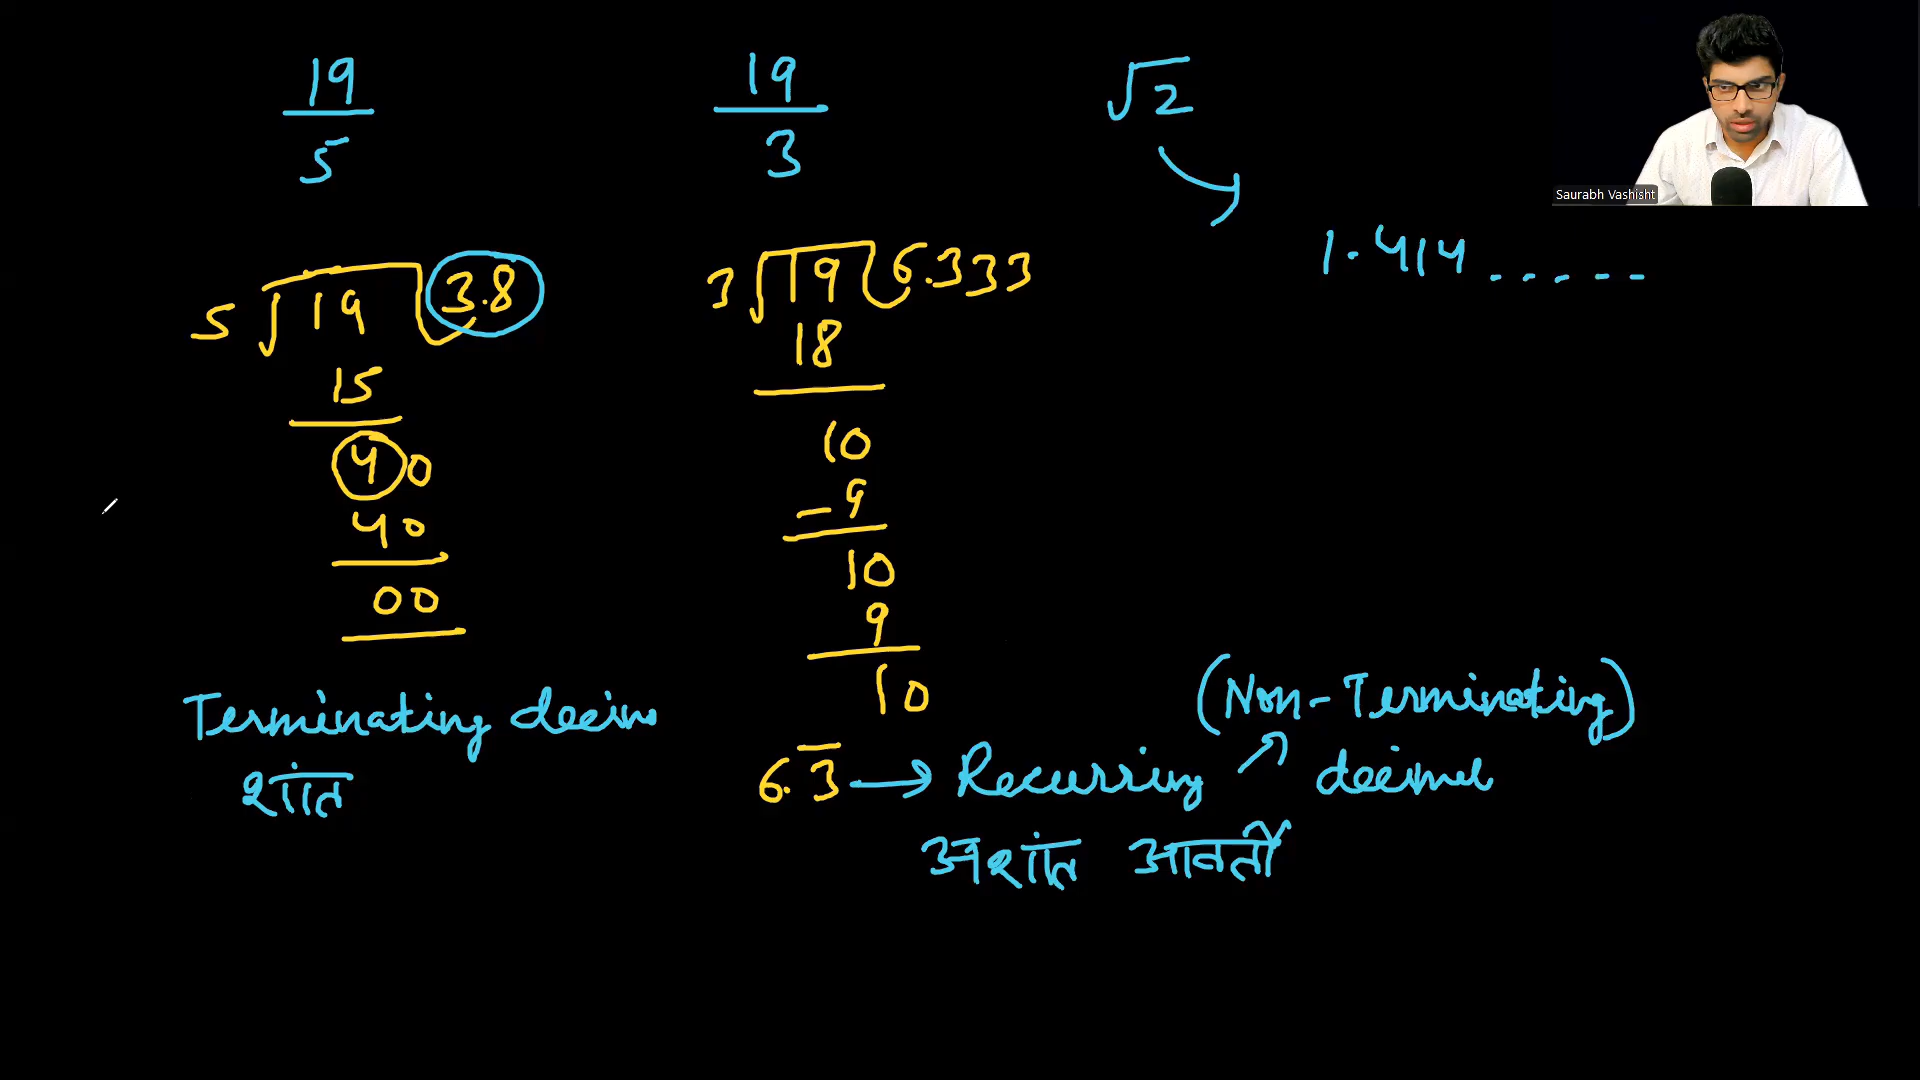 19
5
19
3
√2
Saurabh Vashisht
1.414 . . . . .
5 √19 3.8
15
40
40
00
3 √19 6.333
18
10
- 9
10
9
10
Terminating decim
शांत
6.3̅ → Recurring (Non-Terminating)
decimal
अशांत आवर्ती